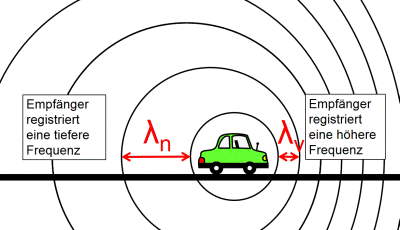 Empfänger
registriert
eine tiefere
Frequenz
λn
λv
Empfänger
registriert
eine höhere
Frequenz